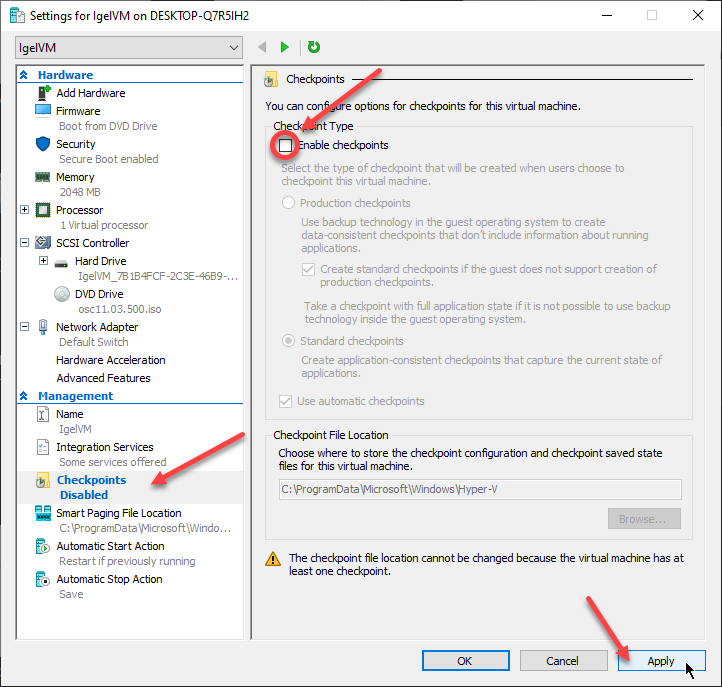 Settings for IgelVM on DESKTOP-Q7R5IH2
IgelVM
Hardware
Add Hardware
Firmware
Boot from DVD Drive
Security
Secure Boot enabled
Memory
2048 MB
Processor
1 Virtual processor
SCSI Controller
Hard Drive
IgelVM_7B1B4FCF-2C3E-46B9-...
DVD Drive
osc11.03.500.iso
Network Adapter
Default Switch
Hardware Acceleration
Advanced Features
Management
Name
IgelVM
Integration Services
Some services offered
Checkpoints
Disabled
Smart Paging File Location
C:\ProgramData\Microsoft\Windo...
Automatic Start Action
Restart if previously running
Automatic Stop Action
Save
Checkpoints
You can configure options for checkpoints for this virtual machine.
Checkpoint Type
Enable checkpoints
Select the type of checkpoint that will be created when users choose to
checkpoint this virtual machine.
Production checkpoints
Use backup technology in the guest operating system to create
data-consistent checkpoints that don't include information about running
applications.
Create standard checkpoints if the guest does not support creation of
production checkpoints.
Take a checkpoint with full application state if it is not possible to use backup
technology inside the guest operating system.
Standard checkpoints
Create application-consistent checkpoints that capture the current state of
applications.
Use automatic checkpoints
Checkpoint File Location
Choose where to store the checkpoint configuration and checkpoint saved state
files for this virtual machine.
C:\ProgramData\Microsoft\Windows\Hyper-V
Browse...
The checkpoint file location cannot be changed because the virtual machine has at
least one checkpoint.
OK
Cancel
Apply